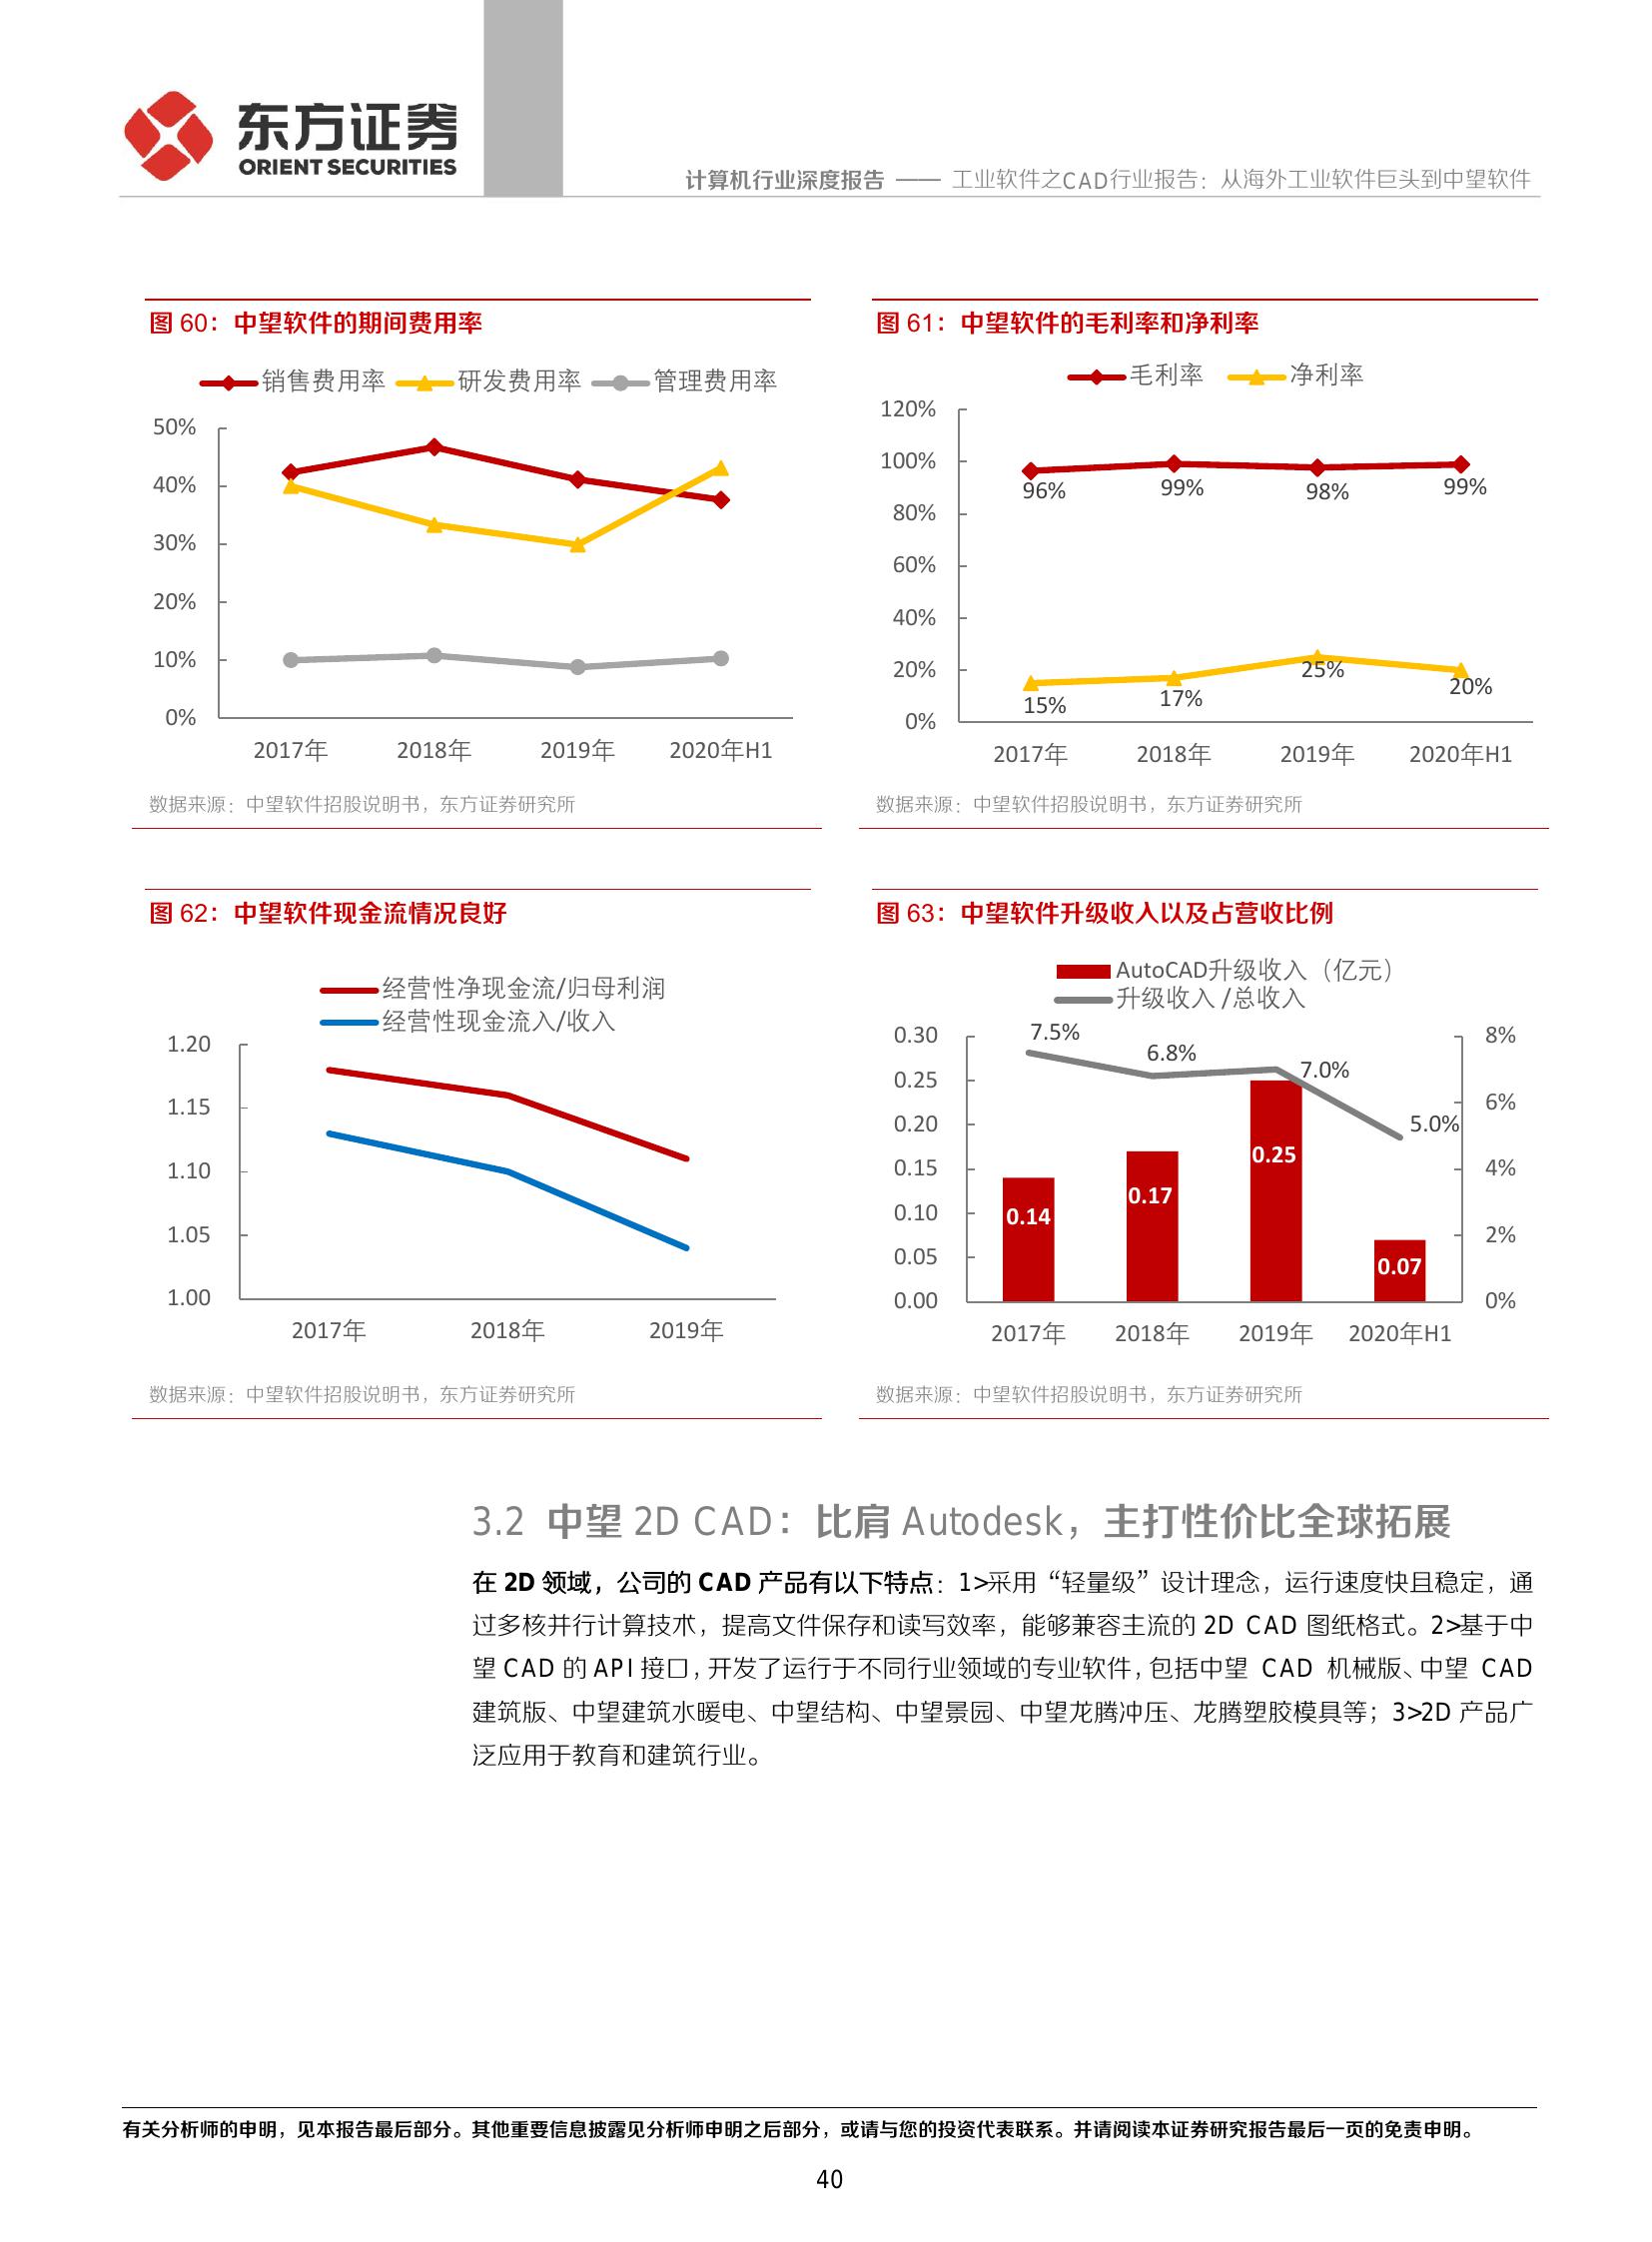 东方证券
ORIENT SECURITIES
计算机行业深度报告 —— 工业软件之CAD行业报告：从海外工业软件巨头到中望软件
图 60：中望软件的期间费用率
销售费用率 研发费用率 管理费用率
50%
40%
30%
20%
10%
0%
2017年 2018年 2019年 2020年H1
数据来源：中望软件招股说明书，东方证券研究所
图 61：中望软件的毛利率和净利率
毛利率 净利率
120%
100%
80%
60%
40%
20%
0%
96% 99% 98% 99%
15% 17% 25% 20%
2017年 2018年 2019年 2020年H1
数据来源：中望软件招股说明书，东方证券研究所
图 62：中望软件现金流情况良好
经营性净现金流/归母利润
经营性现金流入/收入
1.20
1.15
1.10
1.05
1.00
2017年 2018年 2019年
数据来源：中望软件招股说明书，东方证券研究所
图 63：中望软件升级收入以及占营收比例
AutoCAD升级收入（亿元）
升级收入 /总收入
0.30
0.25
0.20
0.15
0.10
0.05
0.00
7.5% 6.8% 7.0% 5.0%
0.14 0.17 0.25 0.07
8%
6%
4%
2%
0%
2017年 2018年 2019年 2020年H1
数据来源：中望软件招股说明书，东方证券研究所
3.2 中望 2D CAD：比肩 Autodesk，主打性价比全球拓展
在 2D 领域，公司的 CAD 产品有以下特点：1>采用“轻量级”设计理念，运行速度快且稳定，通
过多核并行计算技术，提高文件保存和读写效率，能够兼容主流的 2D CAD 图纸格式。2>基于中
望 CAD 的 API 接口，开发了运行于不同行业领域的专业软件，包括中望 CAD 机械版、中望 CAD
建筑版、中望建筑水暖电、中望结构、中望景园、中望龙腾冲压、龙腾塑胶模具等；3>2D 产品广
泛应用于教育和建筑行业。
有关分析师的申明，见本报告最后部分。其他重要信息披露见分析师申明之后部分，或请与您的投资代表联系。并请阅读本证券研究报告最后一页的免责申明。
40